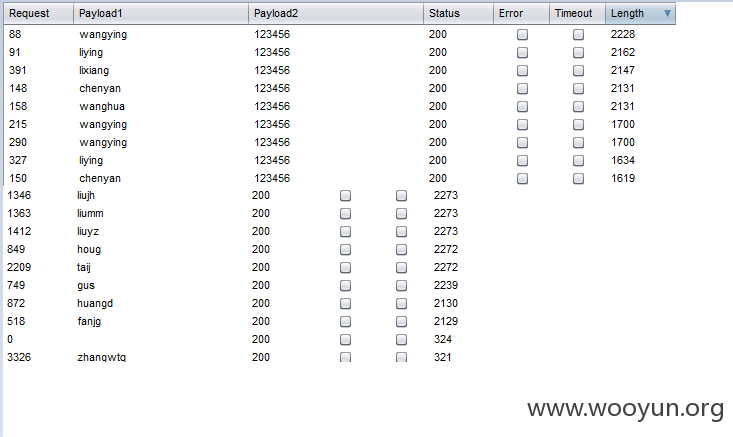 Request Payload1 Payload2 Status Error Timeout Length
88 wangying 123456 200 2228
91 liying 123456 200 2162
391 lixiang 123456 200 2147
148 chenyan 123456 200 2131
158 wanghua 123456 200 2131
215 wangying 123456 200 1700
290 wangying 123456 200 1700
327 liying 123456 200 1634
150 chenyan 123456 200 1619
1346 liujh 200 2273
1363 liumm 200 2273
1412 liuyz 200 2273
849 houg 200 2272
2209 taij 200 2272
749 gus 200 2239
872 huangd 200 2130
518 fanjg 200 2129
0 200 324
3326 zhangwtg 200 321
www.wooyun.org